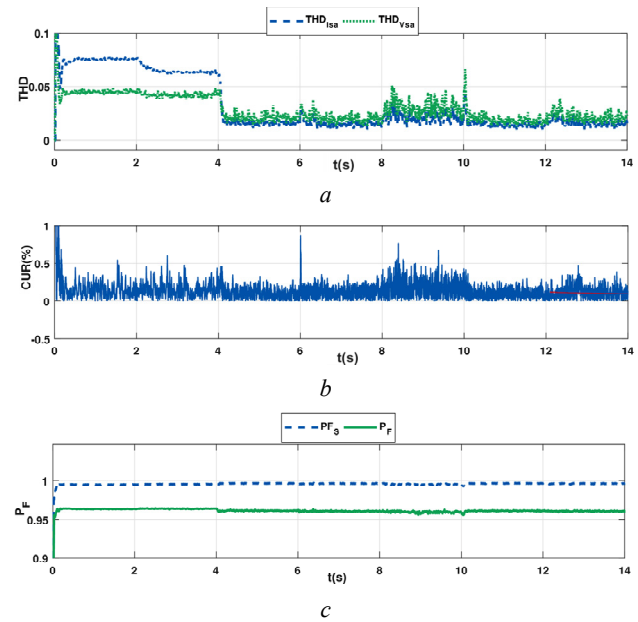 THD_Isa THD_Vsa
0.1
0.05
0
THD
0 2 4 6 8 10 12 14
t(s)
a
1
0.5
0
-0.5
CUR(%)
0 2 4 6 8 10 12 14
t(s)
b
PF_3 P_F
1
0.95
0.9
P_F
0 2 4 6 8 10 12 14
t(s)
c